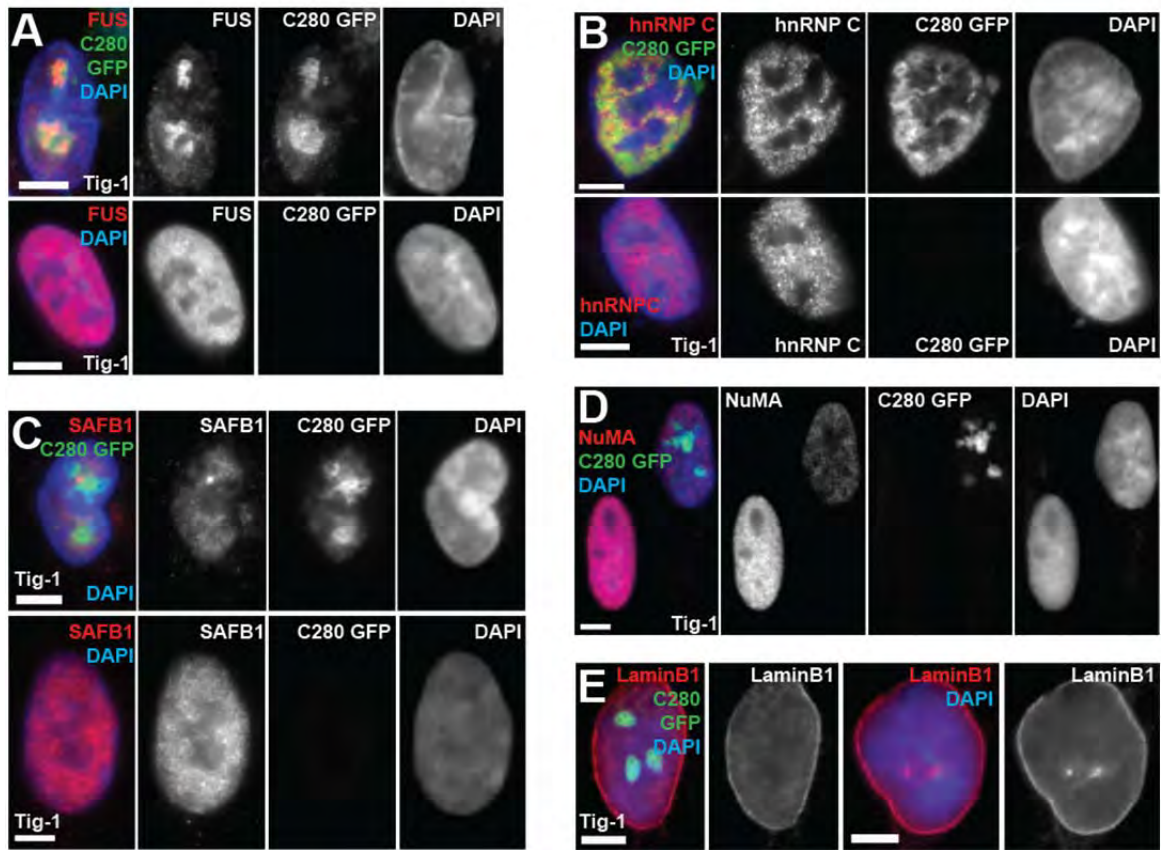 A
FUS
C280
GFP
DAPI
FUS
C280 GFP
DAPI
Tig-1
FUS
DAPI
FUS
C280 GFP
DAPI
Tig-1
B
hnRNP C
C280 GFP
DAPI
hnRNP C
C280 GFP
DAPI
hnRNPC
DAPI
Tig-1
hnRNP C
C280 GFP
DAPI
C
SAFB1
C280 GFP
SAFB1
C280 GFP
DAPI
Tig-1
DAPI
SAFB1
DAPI
SAFB1
C280 GFP
DAPI
Tig-1
D
NuMA
C280 GFP
DAPI
NuMA
C280 GFP
DAPI
Tig-1
E
LaminB1
C280
GFP
DAPI
LaminB1
LaminB1
DAPI
LaminB1
Tig-1